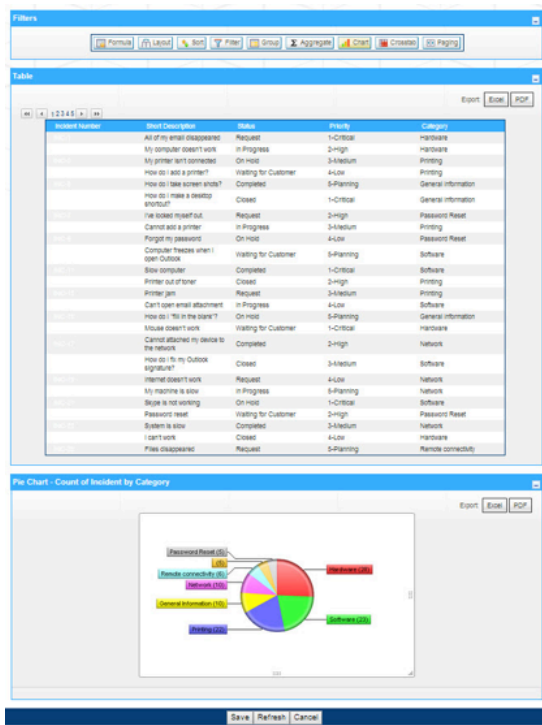 Filters
Formula Layout Sort Filter Group Σ Aggregate Chart Crosstab Paging
Table
Export Excel PDF
1 2 3 4 5
Incident Number Short Description Status Priority Category
All of my email disappeared Request 1-Critical Hardware
My computer doesn't work In Progress 2-High Hardware
My printer isn't connected On Hold 3-Medium Printing
How do I add a printer? Waiting for Customer 4-Low Printing
How do I take screen shots? Completed 5-Planning General Information
How do I make a desktop
shortcut? Closed 1-Critical General Information
I've locked myself out. Request 2-High Password Reset
Cannot add a printer In Progress 3-Medium Printing
Forgot my password On Hold 4-Low Password Reset
Computer freezes when I
open Outlook Waiting for Customer 5-Planning Software
Slow computer Completed 1-Critical Software
Printer out of toner Closed 2-High Printing
Printer jam Request 3-Medium Printing
Can't open email attachment In Progress 4-Low Software
How do I "fill in the blank"? On Hold 5-Planning General Information
Mouse doesn't work Waiting for Customer 1-Critical Hardware
Cannot attached my device to
the network Completed 2-High Network
How do I fix my Outlook
signature? Closed 3-Medium Software
Internet doesn't work Request 4-Low Network
My machine is slow In Progress 5-Planning Network
Skype is not working On Hold 1-Critical Software
Password reset Waiting for Customer 2-High Password Reset
System is slow Completed 3-Medium Network
I can't work Closed 4-Low Hardware
Files disappeared Request 5-Planning Remote connectivity
Pie Chart - Count of Incident by Category
Export Excel PDF
Password Reset (5)
(5)
Remote connectivity (6)
Network (10)
General Information (10)
Printing (22)
Hardware (26)
Software (23)
Save Refresh Cancel